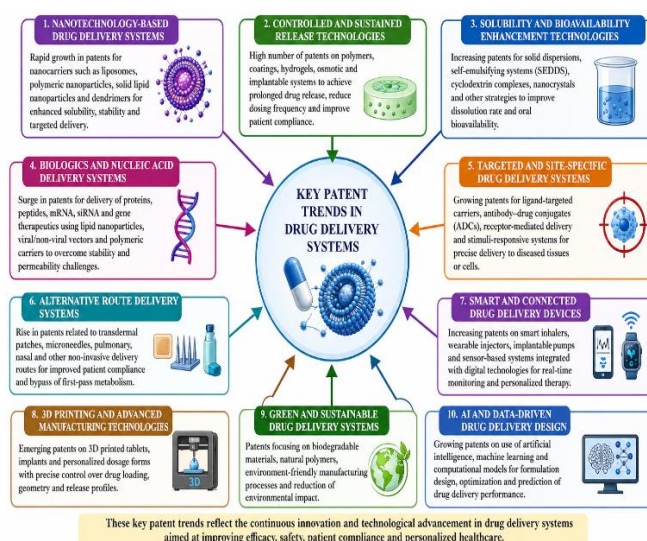 1. NANOTECHNOLOGY-BASED
DRUG DELIVERY SYSTEMS
Rapid growth in patents for
nanocarriers such as liposomes,
polymeric nanoparticles, solid lipid
nanoparticles and dendrimers for
enhanced solubility, stability and
targeted delivery.
2. CONTROLLED AND SUSTAINED
RELEASE TECHNOLOGIES
High number of patents on polymers,
coatings, hydrogels, osmotic and
implantable systems to achieve
prolonged drug release, reduce
dosing frequency and improve
patient compliance.
3. SOLUBILITY AND BIOAVAILABILITY
ENHANCEMENT TECHNOLOGIES
Increasing patents for solid dispersions,
self-emulsifying systems (SEDDS),
cyclodextrin complexes, nanocrystals
and other strategies to improve
dissolution rate and oral
bioavailability.
4. BIOLOGICS AND NUCLEIC ACID
DELIVERY SYSTEMS
Surge in patents for delivery of proteins,
peptides, mRNA, siRNA and gene
therapeutics using lipid nanoparticles,
viral/non-viral vectors and polymeric
carriers to overcome stability and
permeability challenges.
KEY PATENT
TRENDS IN
DRUG DELIVERY
SYSTEMS
5. TARGETED AND SITE-SPECIFIC
DRUG DELIVERY SYSTEMS
Growing patents for ligand-targeted
carriers, antibody–drug conjugates
(ADCs), receptor-mediated delivery
and stimuli-responsive systems for
precise delivery to diseased tissues
or cells.
6. ALTERNATIVE ROUTE DELIVERY
SYSTEMS
Rise in patents related to transdermal
patches, microneedles, pulmonary,
nasal and other non-invasive delivery
routes for improved patient compliance
and bypass of first-pass metabolism.
7. SMART AND CONNECTED
DRUG DELIVERY DEVICES
Increasing patents on smart inhalers,
wearable injectors, implantable pumps
and sensor-based systems integrated
with digital technologies for real-time
monitoring and personalized therapy.
8. 3D PRINTING AND ADVANCED
MANUFACTURING TECHNOLOGIES
Emerging patents on 3D printed tablets,
implants and personalized dosage forms
with precise control over drug loading,
geometry and release profiles.
3D
9. GREEN AND SUSTAINABLE
DRUG DELIVERY SYSTEMS
Patents focusing on biodegradable
materials, natural polymers,
environment-friendly manufacturing
processes and reduction of
environmental impact.
10. AI AND DATA-DRIVEN
DRUG DELIVERY DESIGN
Growing patents on use of artificial
intelligence, machine learning and
computational models for formulation
design, optimization and prediction of
drug delivery performance.
These key patent trends reflect the continuous innovation and technological advancement in drug delivery systems
aimed at improving efficacy, safety, patient compliance and personalized healthcare.